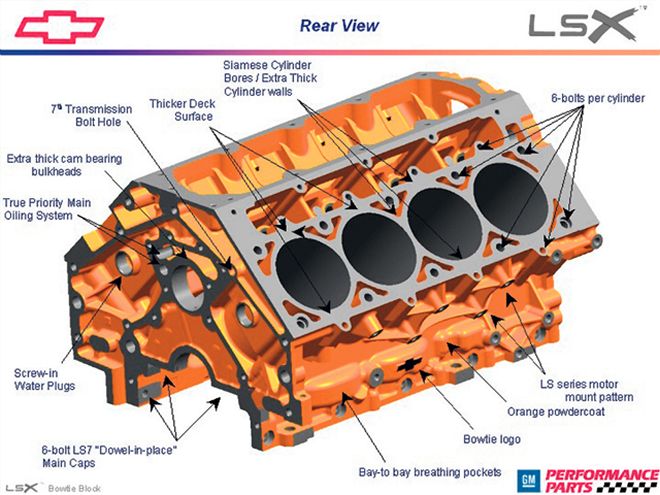 Rear View
LSX
TM
Siamese Cylinder
Bores / Extra Thick
Cylinder walls
7th Transmission
Bolt Hole
Thicker Deck
Surface
6-bolts per cylinder
Extra thick cam bearing
bulkheads
True Priority Main
Oiling System
Screw-in
Water Plugs
LS series motor
mount pattern
Orange powdercoat
Bowtie logo
6-bolt LS7 "Dowel-in-place"
Main Caps
Bay-to bay breathing pockets
LSX Bowtie Block
GM
PERFORMANCE
PARTS